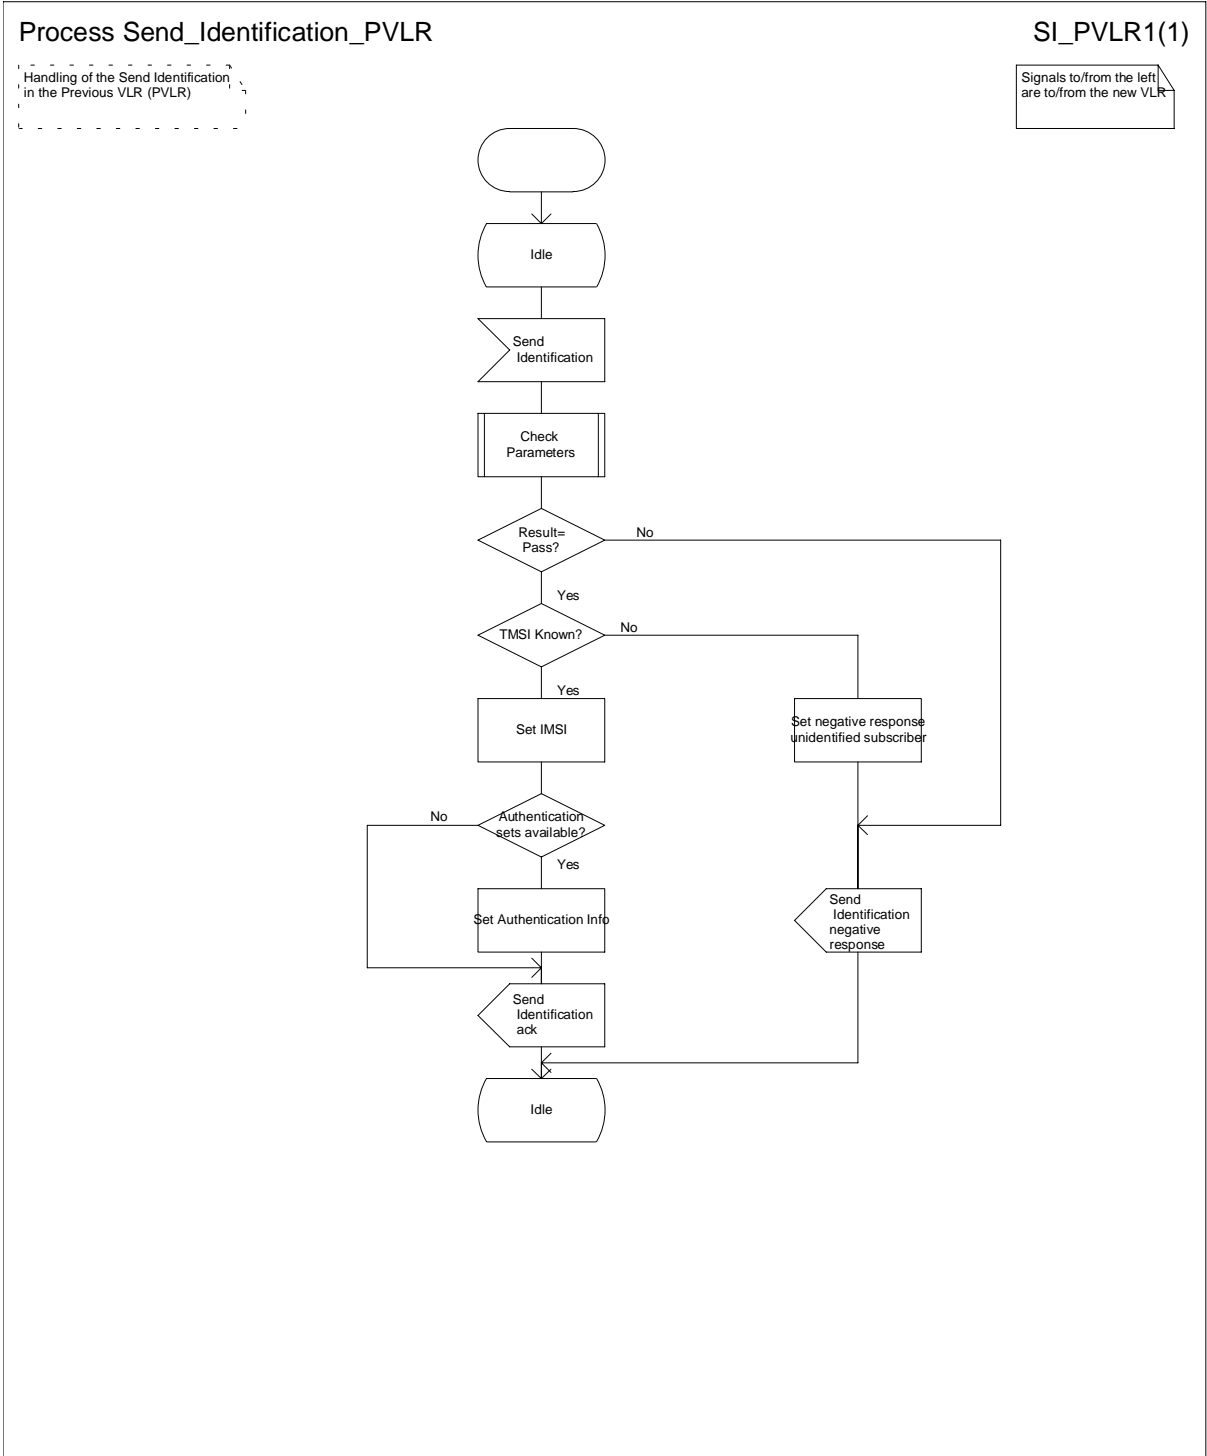 Process Send_Identification_PVLR
SI_PVLR1(1)
Handling of the Send Identification
in the Previous VLR (PVLR)
Signals to/from the left
are to/from the new VLR
Idle
Send
Identification
Check
Parameters
Result=
Pass?
No
Yes
TMSI Known?
No
Yes
Set IMSI
Set negative response
unidentified subscriber
No
Authentication
sets available?
Yes
Set Authentication Info
Send
Identification
negative
response
Send
Identification
ack
Idle